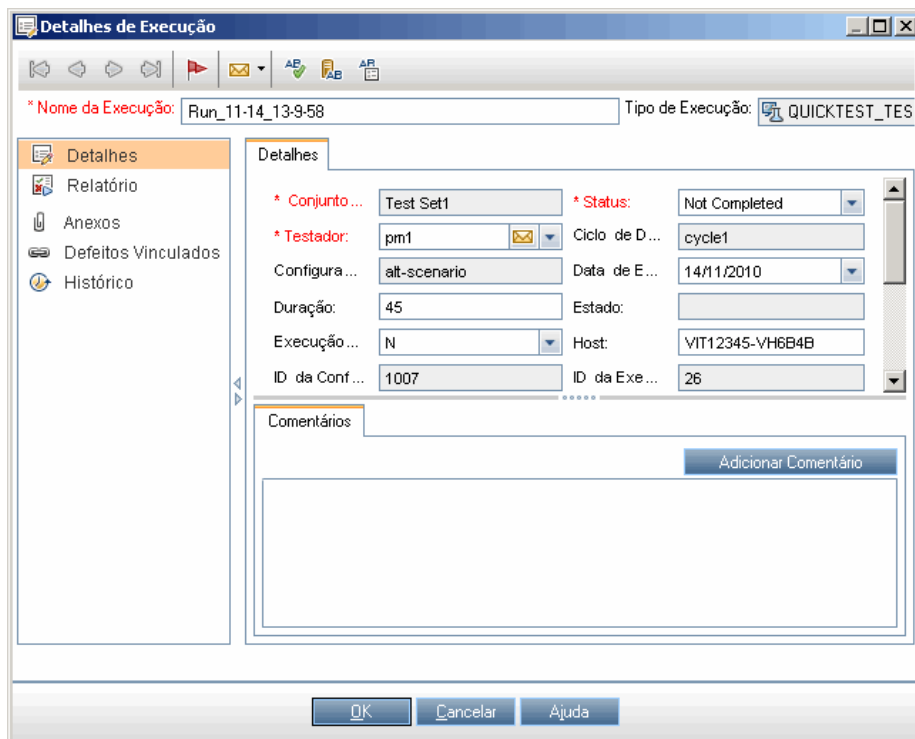 Detalhes de Execução
* Nome da Execução: Run_11-14_13-9-58 Tipo de Execução: QUICKTEST_TES
Detalhes
Relatório
Anexos
Defeitos Vinculados
Histórico
Detalhes
* Conjunto ... Test Set1 * Status: Not Completed
* Testador: pm1 Ciclo de D... cycle1
Configura ... alt-scenario Data de E... 14/11/2010
Duração: 45 Estado:
Execução ... N Host: VIT12345-VH6B4B
ID da Conf... 1007 ID da Exe... 26
Comentários
Adicionar Comentário
OK Cancelar Ajuda